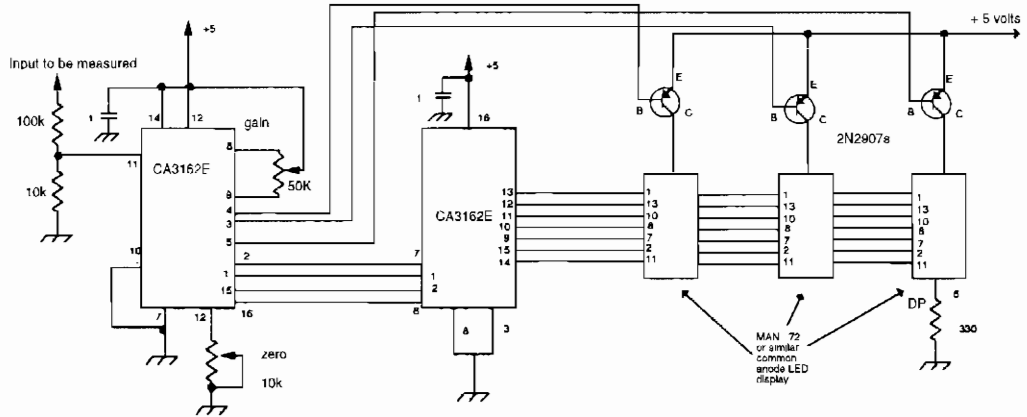 +5
+ 5 volts
Input to be measured
+5
E
E
E
1
14
12
gain
1
16
B
C
B
C
B
C
100k
2N2907s
11
8
CA3162E
50K
10k
9
4
3
13
12
11
10
9
15
14
CA3162E
1
13
10
8
7
2
11
1
13
10
8
7
2
11
1
13
10
8
7
2
11
5
10
2
1
15
16
7
1
2
6
7
12
8
3
DP
6
330
zero
10k
MAN 72
or similar
common
anode LED
display